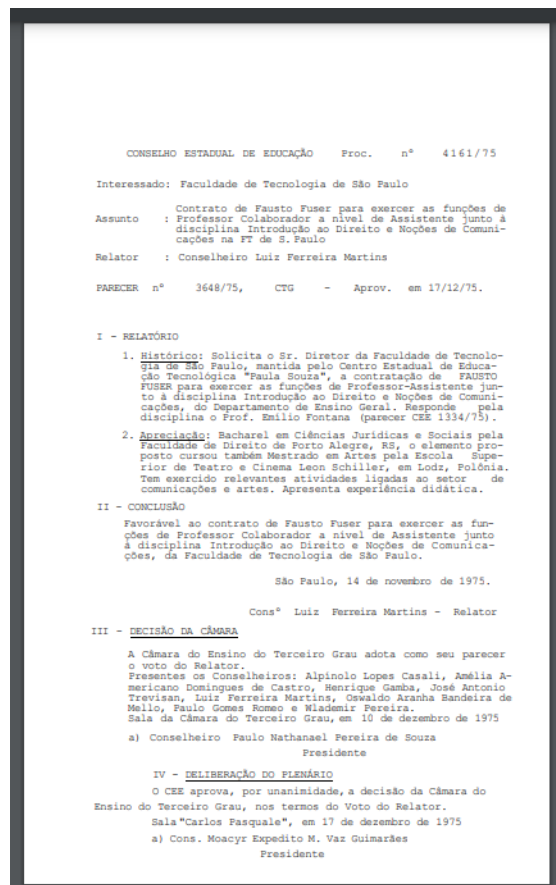 CONSELHO ESTADUAL DE EDUCAÇÃO Proc. nº 4161/75
Interessado: Faculdade de Tecnologia de São Paulo
Contrato de Fausto Fuser para exercer as funções de
Assunto : Professor Colaborador a nível de Assistente junto à
disciplina Introdução ao Direito e Noções de Comuni-
cações na FT de S.Paulo
Relator : Conselheiro Luiz Ferreira Martins
PARECER nº 3648/75, CTG - Aprov. em 17/12/75.
I - RELATÓRIO
1. Histórico: Solicita o Sr. Diretor da Faculdade de Tecnolo-
gia de São Paulo, mantida pelo Centro Estadual de Educa-
ção Tecnológica "Paula Souza", a contratação de FAUSTO
FUSER para exercer as funções de Professor-Assistente jun-
to à disciplina Introdução ao Direito e Noções de Comuni-
cações, do Departamento de Ensino Geral. Responde pela
disciplina o Prof. Emílio Fontana (parecer CEE 1334/75).
2. Apreciação: Bacharel em Ciências Jurídicas e Sociais pela
Faculdade de Direito de Porto Alegre, RS, o elemento pro-
posto cursou também Mestrado em Artes pela Escola Supe-
rior de Teatro e Cinema Leon Schiller, em Lodz, Polônia.
Tem exercido relevantes atividades ligadas ao setor de
comunicações e artes. Apresenta experiência didática.
II - CONCLUSÃO
Favorável ao contrato de Fausto Fuser para exercer as fun-
ções de Professor Colaborador a nível de Assistente junto
à disciplina Introdução ao Direito e Noções de Comunica-
ções, da Faculdade de Tecnologia de São Paulo.
São Paulo, 14 de novembro de 1975.
Consº Luiz Ferreira Martins - Relator
III - DECISÃO DA CÂMARA
A Câmara do Ensino do Terceiro Grau adota como seu parecer
o voto do Relator.
Presentes os Conselheiros: Alpinolo Lopes Casali, Amélia A-
mericano Domingues de Castro, Henrique Gamba, José Antonio
Trevisan, Luiz Ferreira Martins, Oswaldo Aranha Bandeira de
Mello, Paulo Gomes Romeo e Wlademir Pereira.
Sala da Câmara do Terceiro Grau, em 10 de dezembro de 1975
a) Conselheiro Paulo Nathanael Pereira de Souza
Presidente
IV - DELIBERAÇÃO DO PLENÁRIO
O CEE aprova, por unanimidade, a decisão da Câmara do
Ensino do Terceiro Grau, nos termos do Voto do Relator.
Sala "Carlos Pasquale", em 17 de dezembro de 1975
a) Cons. Moacyr Expedito M. Vaz Guimarães
Presidente